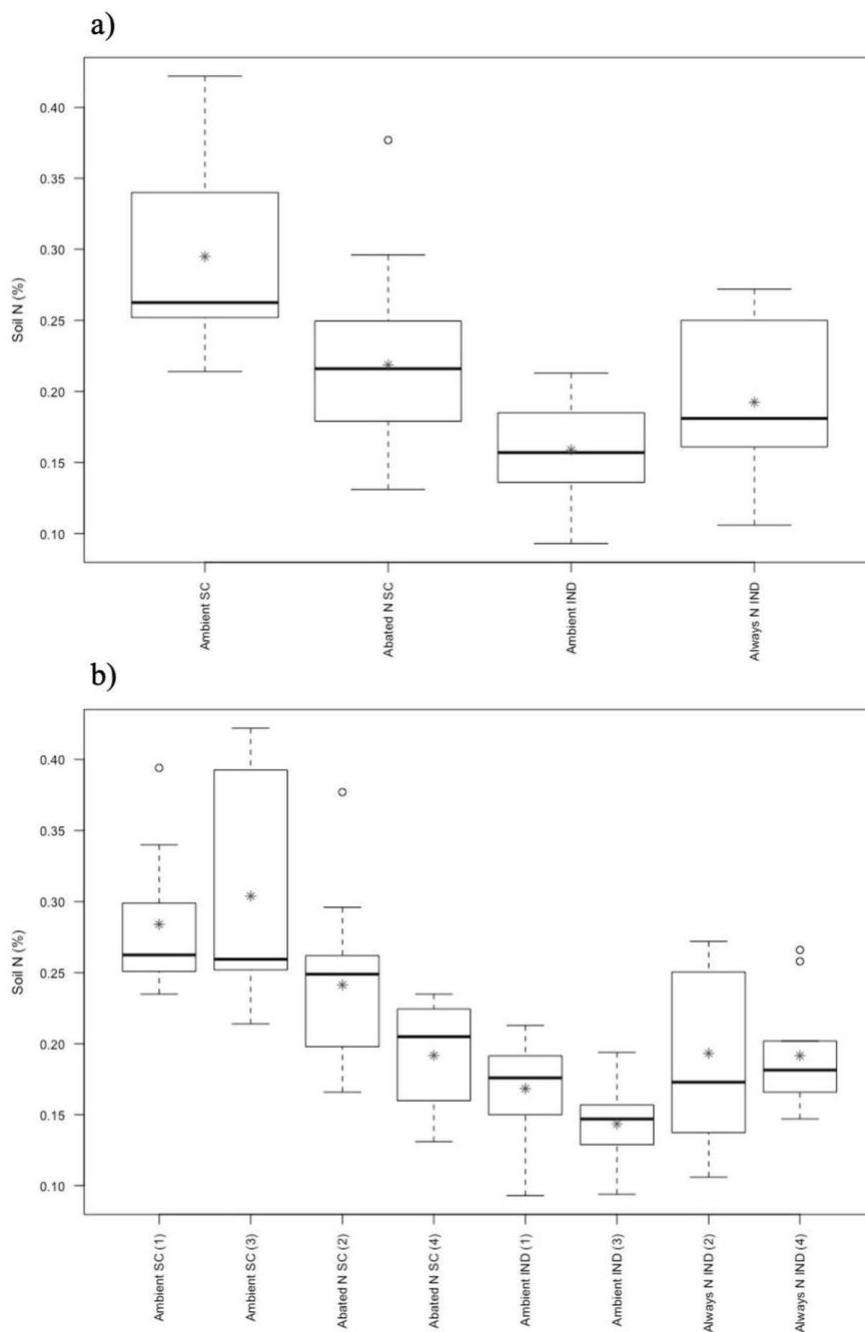 a)
0.40
0.35
0.30
0.25
0.20
0.15
0.10
Soil N (%)
Ambient SC
Abated N SC
Ambient IND
Always N IND
b)
0.40
0.35
0.30
0.25
0.20
0.15
0.10
Soil N (%)
Ambient SC (1)
Ambient SC (3)
Abated N SC (2)
Abated N SC (4)
Ambient IND (1)
Ambient IND (3)
Always N IND (2)
Always N IND (4)